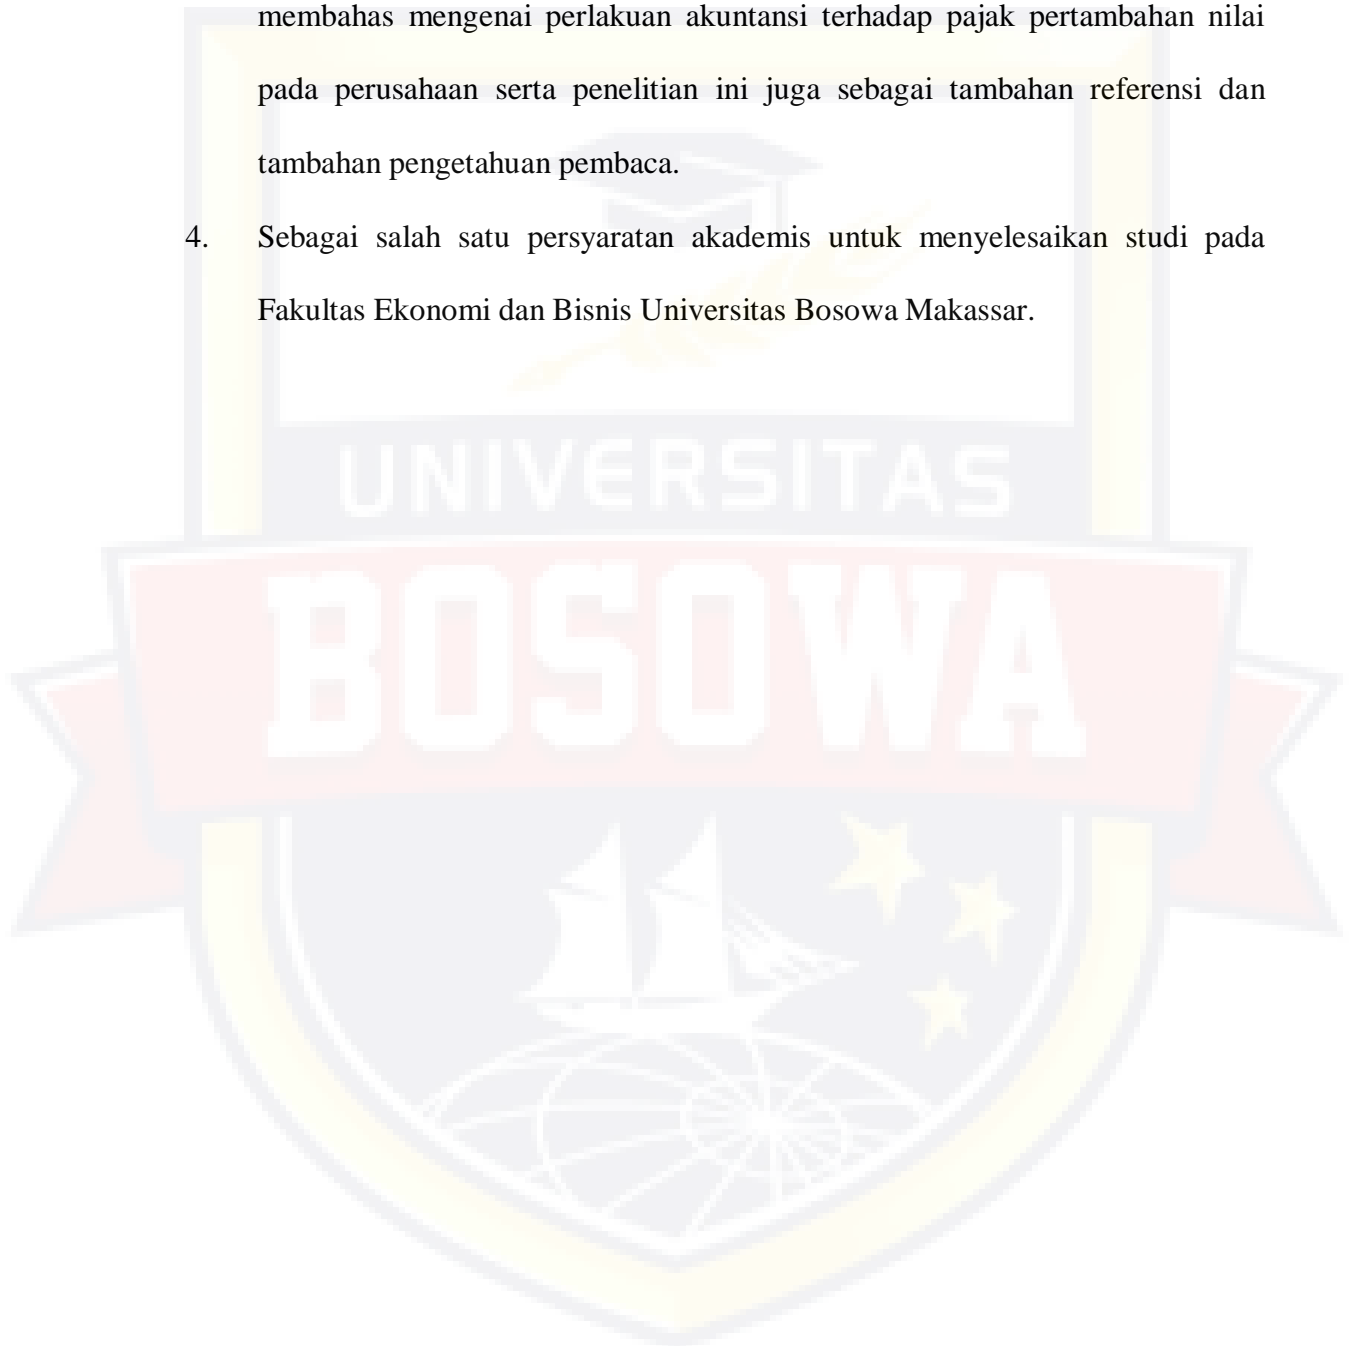 membahas mengenai perlakuan akuntansi terhadap pajak pertambahan nilai
pada perusahaan serta penelitian ini juga sebagai tambahan referensi dan
tambahan pengetahuan pembaca.
4. Sebagai salah satu persyaratan akademis untuk menyelesaikan studi pada
Fakultas Ekonomi dan Bisnis Universitas Bosowa Makassar.
UNIVERSITAS
BOSOWA